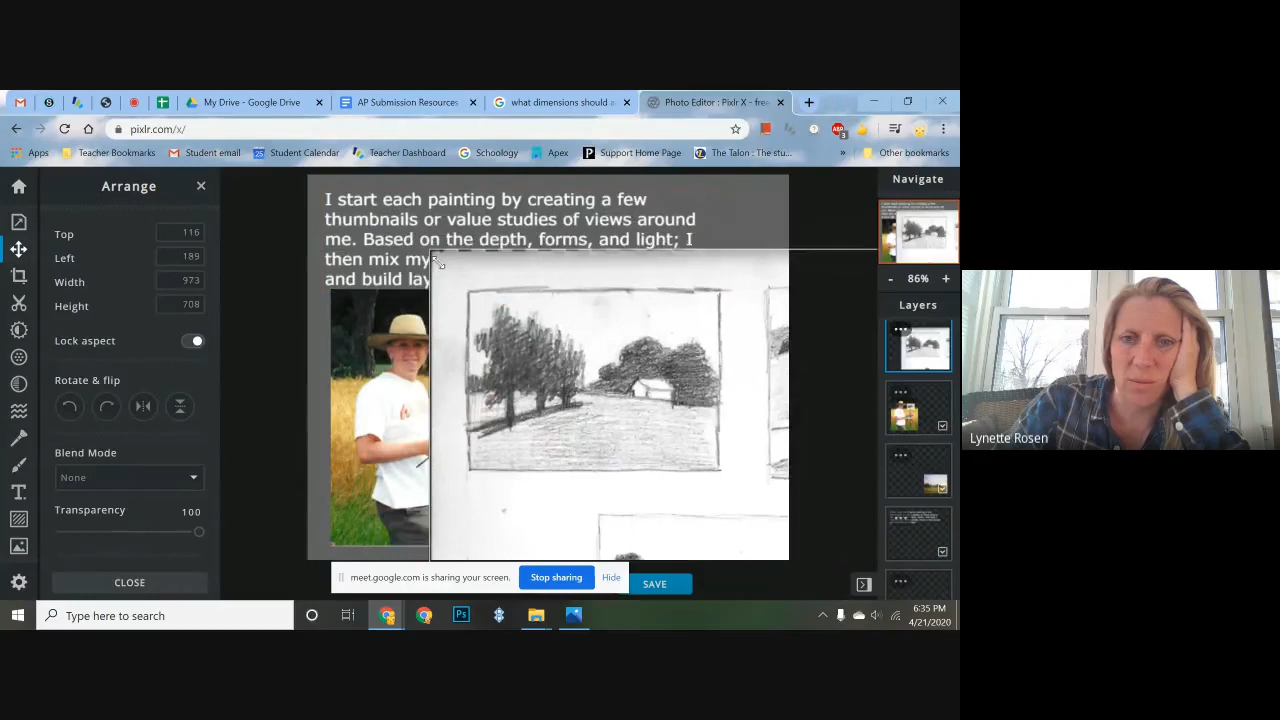 My Drive - Google Drive
AP Submission Resources
what dimensions should a
Photo Editor : Pixlr X - free
pixlr.com/x/
Apps
Teacher Bookmarks
Student email
Student Calendar
Teacher Dashboard
Schoology
Apex
Support Home Page
The Talon : The stu...
»
Other bookmarks
Arrange
Top 116
Left 189
Width 973
Height 708
Lock aspect
Rotate & flip
Blend Mode
None
Transparency 100
CLOSE
I start each painting by creating a few
thumbnails or value studies of views around
me. Based on the depth, forms, and light; I
then mix my
and build lay
meet.google.com is sharing your screen.
Stop sharing
Hide
SAVE
Navigate
- 86% +
Layers
Lynette Rosen
Type here to search
Ps
6:35 PM
4/21/2020